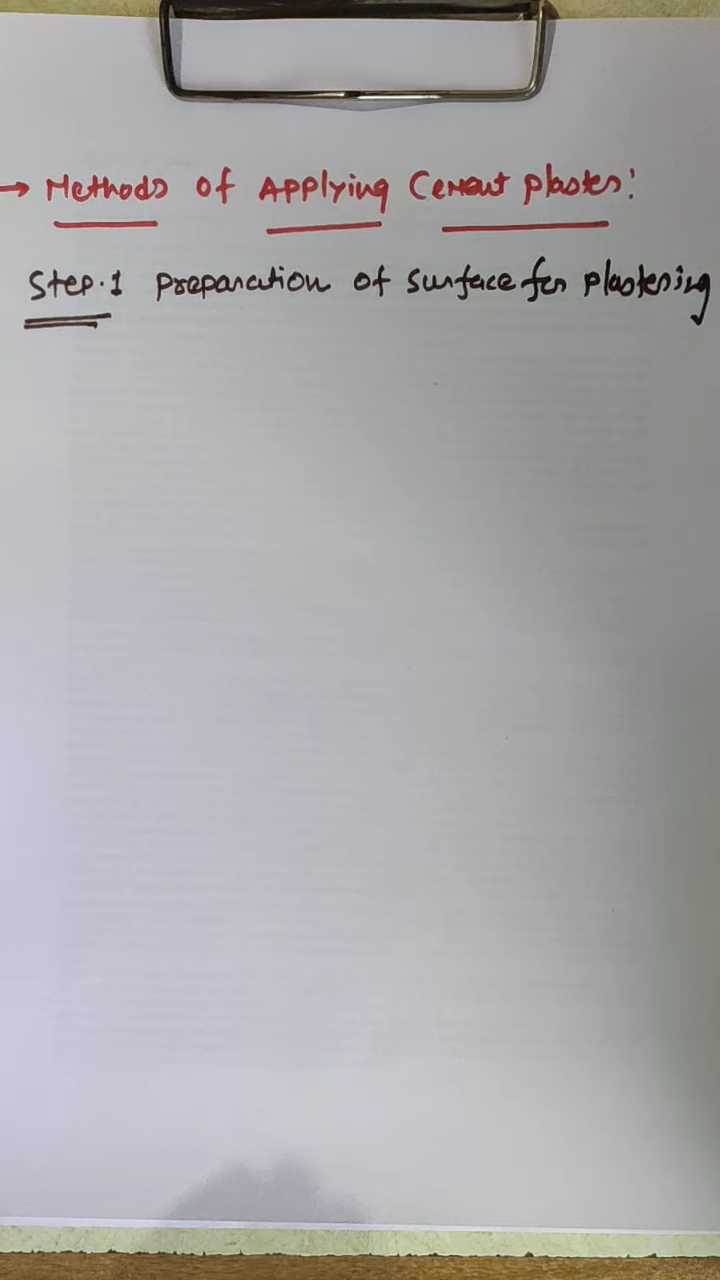 → Methods of Applying Cement plaster:
Step.1 preparation of surface for plastering